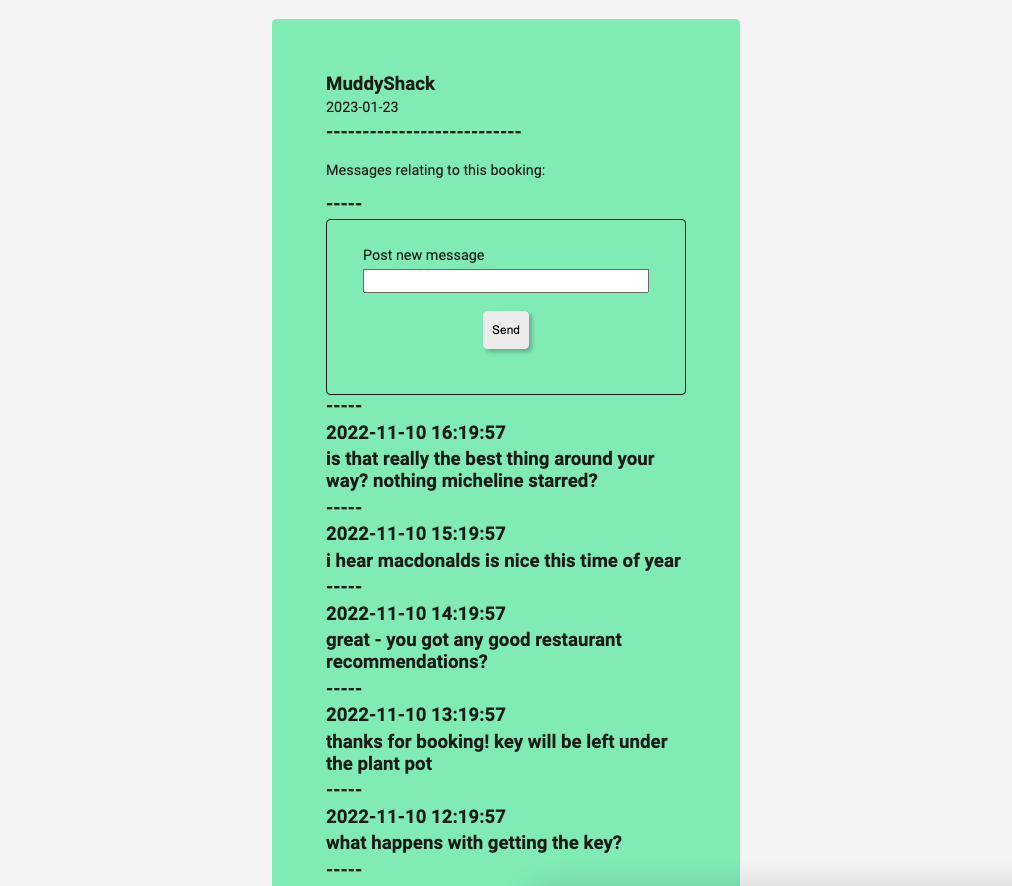 MuddyShack
2023-01-23
---------------------------
Messages relating to this booking:
-----
Post new message
Send
-----
2022-11-10 16:19:57
is that really the best thing around your
way? nothing micheline starred?
-----
2022-11-10 15:19:57
i hear macdonalds is nice this time of year
-----
2022-11-10 14:19:57
great - you got any good restaurant
recommendations?
-----
2022-11-10 13:19:57
thanks for booking! key will be left under
the plant pot
-----
2022-11-10 12:19:57
what happens with getting the key?
-----